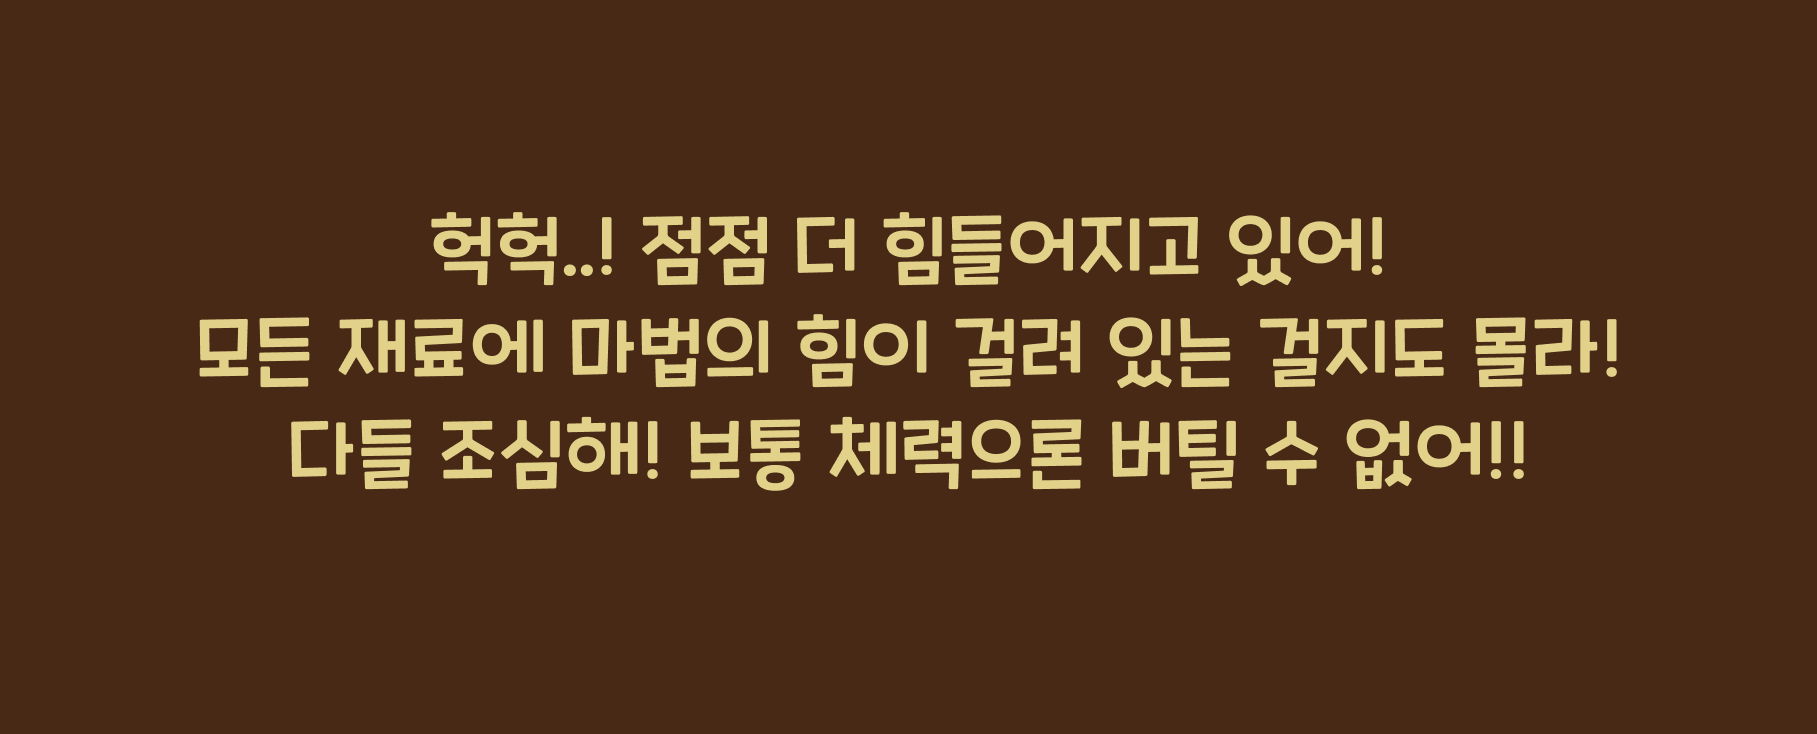 헉헉..! 점점 더 힘들어지고 있어!
모든 재료에 마법의 힘이 걸려 있는 걸지도 몰라!
다들 조심해! 보통 체력으론 버틸 수 없어!!